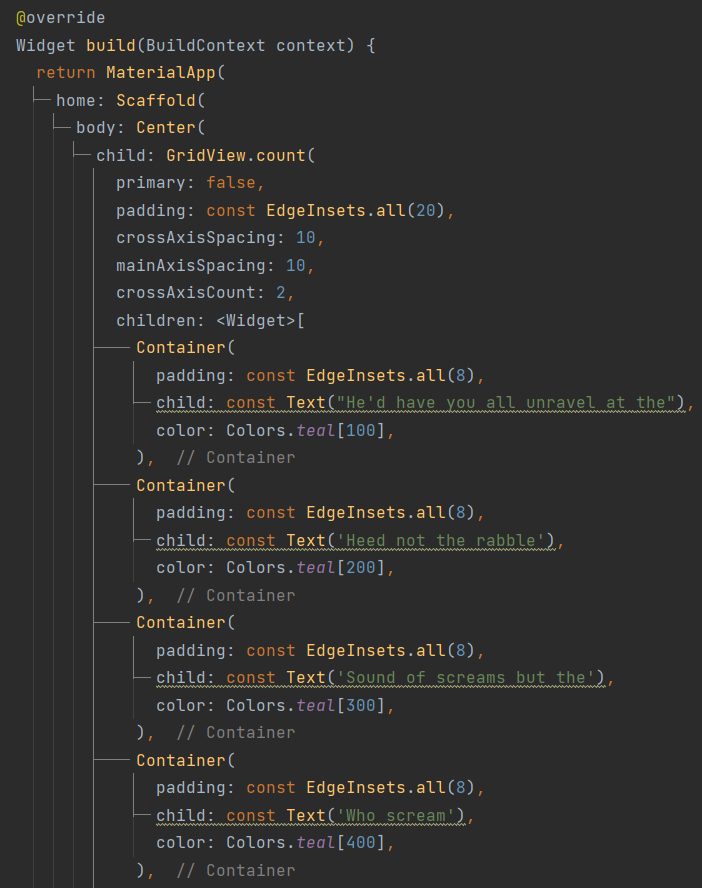 @override
Widget build(BuildContext context) {
return MaterialApp(
home: Scaffold(
body: Center(
child: GridView.count(
primary: false,
padding: const EdgeInsets.all(20),
crossAxisSpacing: 10,
mainAxisSpacing: 10,
crossAxisCount: 2,
children: <Widget>[
Container(
padding: const EdgeInsets.all(8),
child: const Text("He'd have you all unravel at the"),
color: Colors.teal[100],
), // Container
Container(
padding: const EdgeInsets.all(8),
child: const Text('Heed not the rabble'),
color: Colors.teal[200],
), // Container
Container(
padding: const EdgeInsets.all(8),
child: const Text('Sound of screams but the'),
color: Colors.teal[300],
), // Container
Container(
padding: const EdgeInsets.all(8),
child: const Text('Who scream'),
color: Colors.teal[400],
), // Container